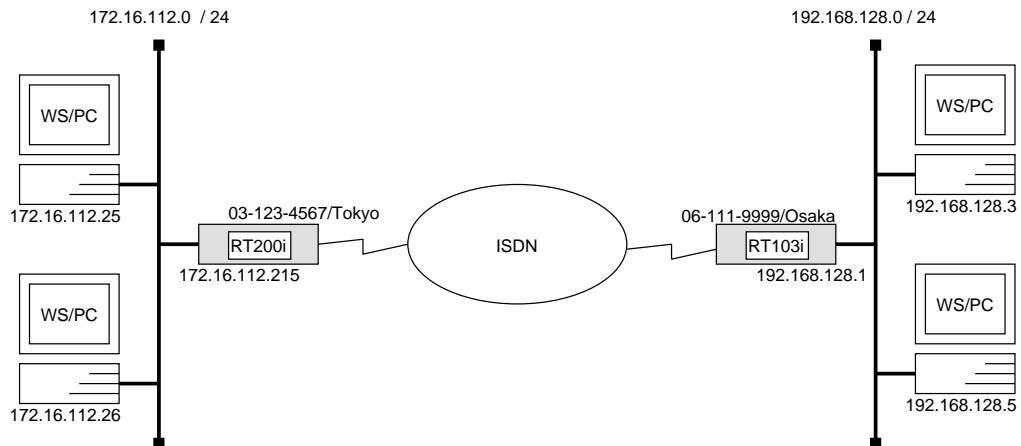 172.16.112.0 / 24
192.168.128.0 / 24
WS/PC
WS/PC
172.16.112.25
192.168.128.3
03-123-4567/Tokyo
06-111-9999/Osaka
RT200i
ISDN
RT103i
172.16.112.215
192.168.128.1
WS/PC
WS/PC
172.16.112.26
192.168.128.5